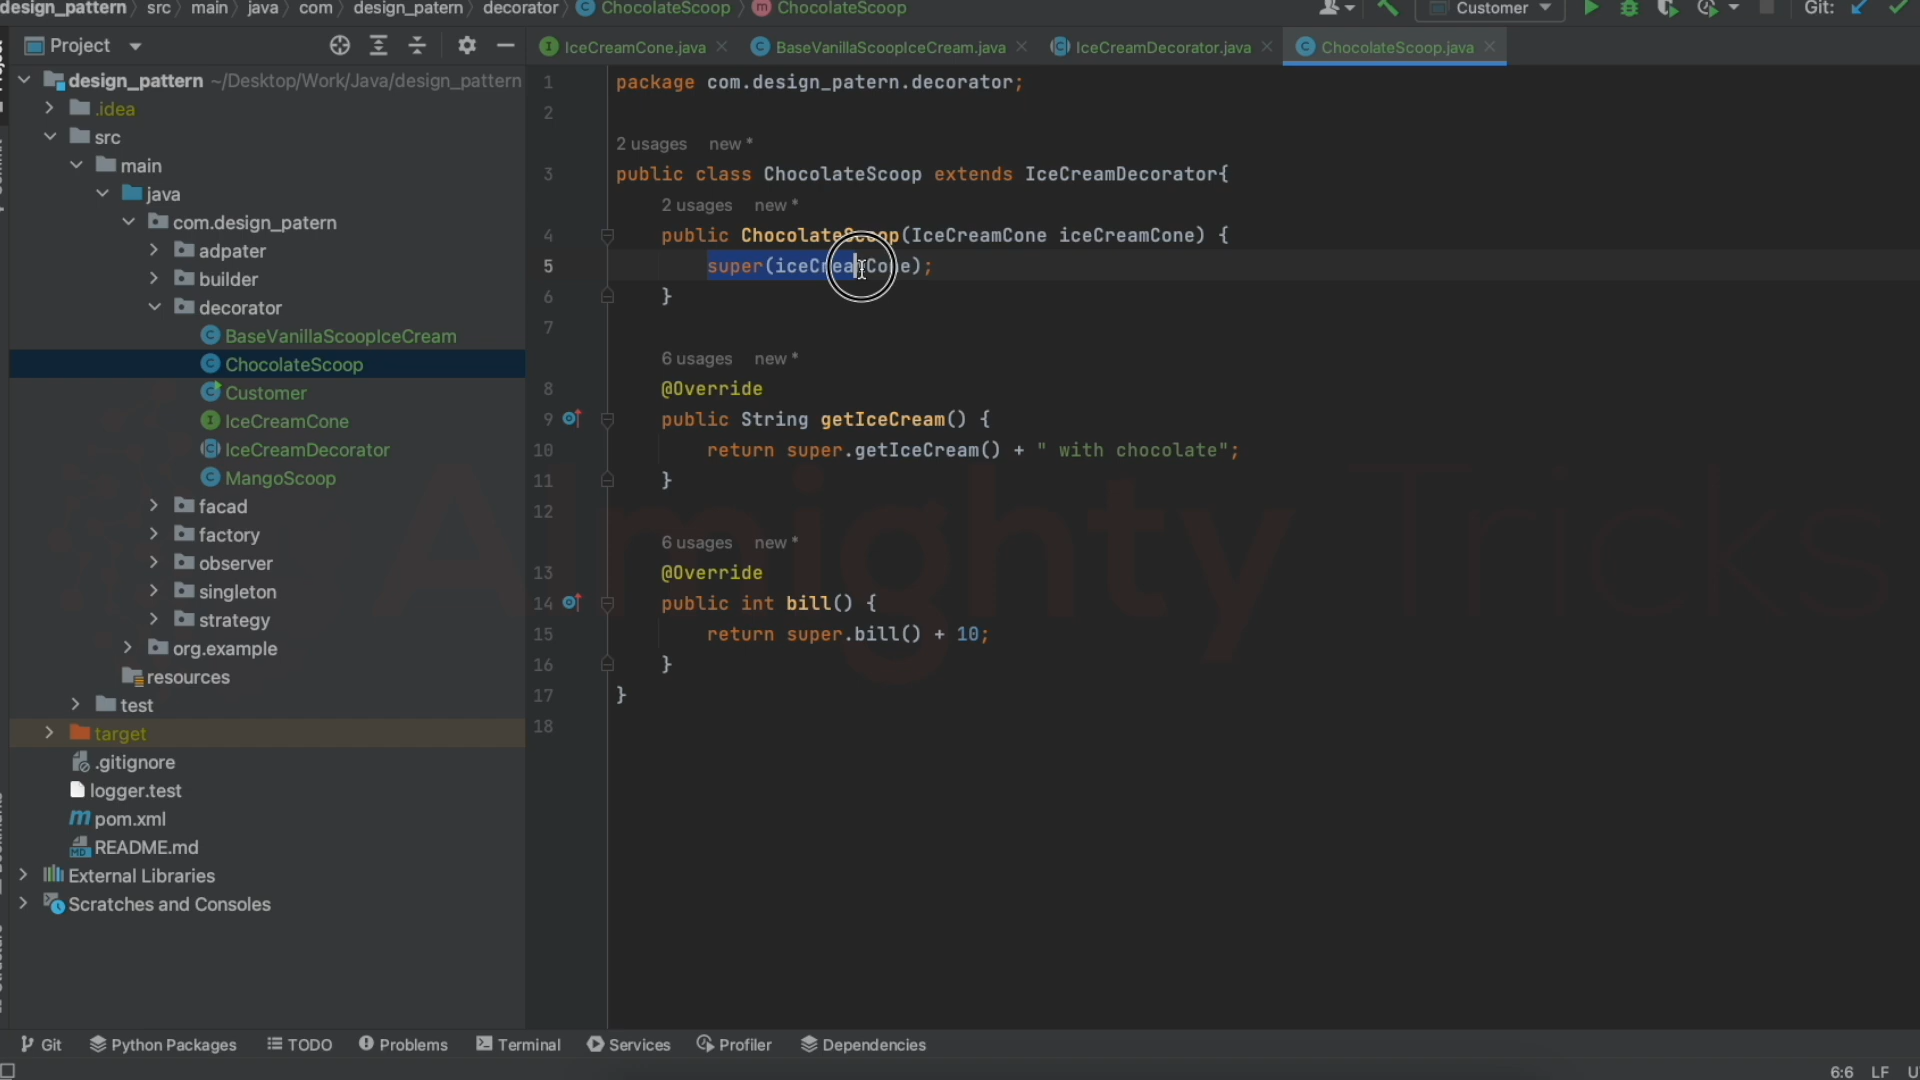 design_pattern src main java com design_patern decorator ChocolateScoop ChocolateScoop
Customer Git:
Project
IceCreamCone.java BaseVanillaScoopIceCream.java IceCreamDecorator.java ChocolateScoop.java
design_pattern ~/Desktop/Work/Java/design_pattern
.idea
src
main
java
com.design_patern
adpater
builder
decorator
BaseVanillaScoopIceCream
ChocolateScoop
Customer
IceCreamCone
IceCreamDecorator
MangoScoop
facad
factory
observer
singleton
strategy
org.example
resources
test
target
.gitignore
logger.test
pom.xml
README.md
External Libraries
Scratches and Consoles
1 package com.design_patern.decorator;
2
2 usages new *
3 public class ChocolateScoop extends IceCreamDecorator{
2 usages new *
4 public ChocolateScoop(IceCreamCone iceCreamCone) {
5 super(iceCreamCone);
6 }
7
6 usages new *
8 @Override
9 public String getIceCream() {
10 return super.getIceCream() + " with chocolate";
11 }
12
6 usages new *
13 @Override
14 public int bill() {
15 return super.bill() + 10;
16 }
17 }
18
Almighty Tricks
Git Python Packages TODO Problems Terminal Services Profiler Dependencies
6:6 LF